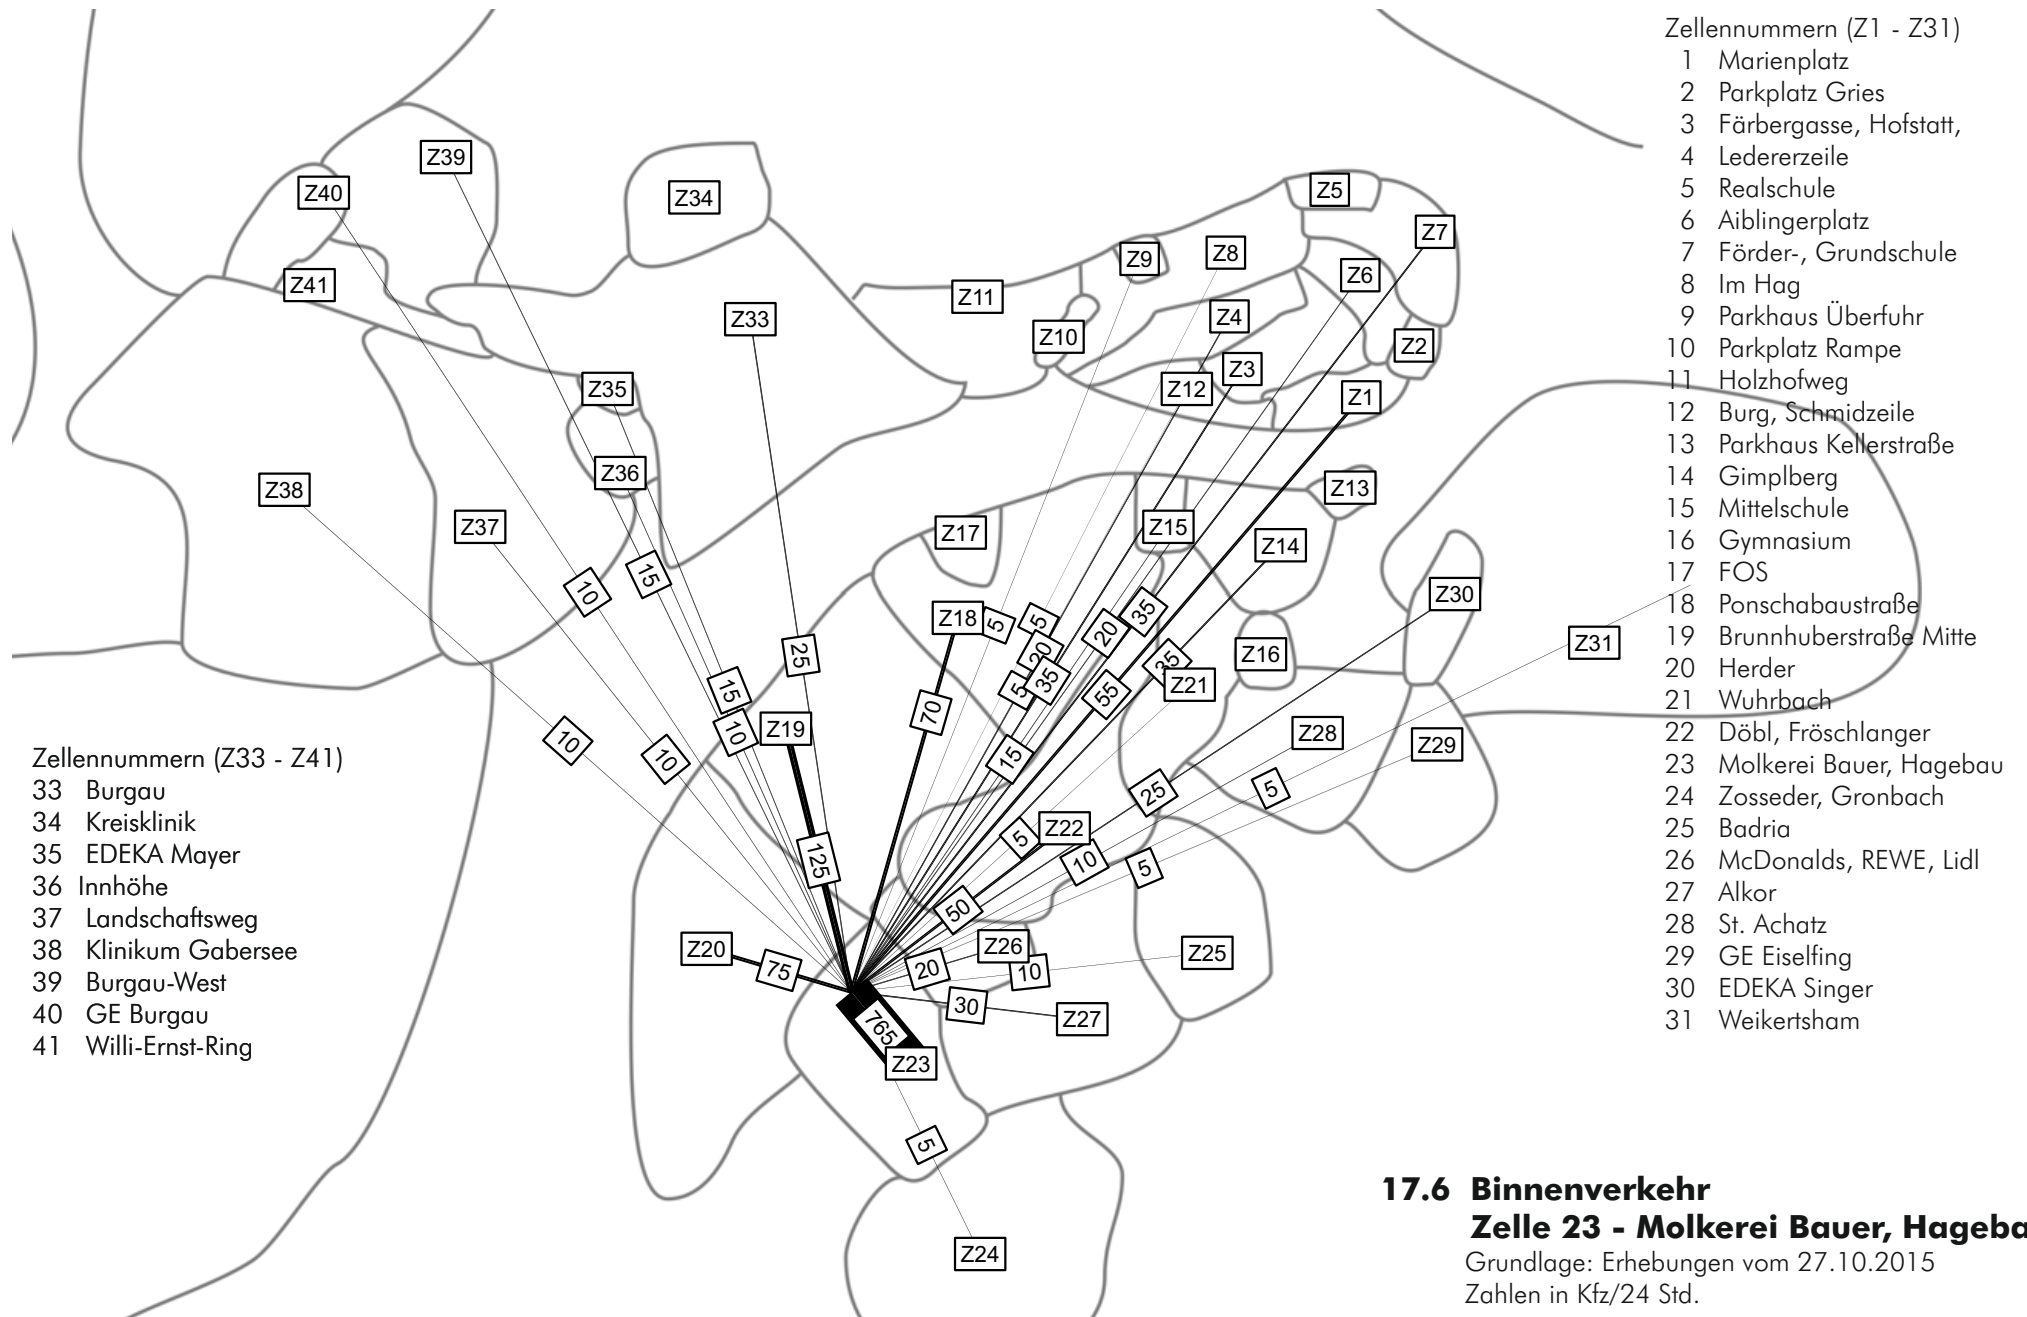 Zellennummern (Z1 - Z31)
1 Marienplatz
2 Parkplatz Gries
3 Färbergasse, Hofstatt,
4 Ledererzeile
5 Realschule
6 Aiblingerplatz
7 Förder-, Grundschule
8 Im Hag
9 Parkhaus Überfuhr
10 Parkplatz Rampe
11 Holzhofweg
12 Burg, Schmidzeile
13 Parkhaus Kellerstraße
14 Gimplberg
15 Mittelschule
16 Gymnasium
17 FOS
18 Ponschabaustraße
19 Brunnhuberstraße Mitte
20 Herder
21 Wuhrbach
22 Döbl, Fröschlanger
23 Molkerei Bauer, Hagebau
24 Zosseder, Gronbach
25 Badria
26 McDonalds, REWE, Lidl
27 Alkor
28 St. Achatz
29 GE Eiselfing
30 EDEKA Singer
31 Weikertsham
Z39
Z40
Z34
Z5
Z7
Z9
Z8
Z6
Z41
Z11
Z33
Z4
Z10
Z2
Z3
Z35
Z12
Z1
Z36
Z38
Z13
Z37
Z15
Z17
Z14
15
10
Z30
Z18
5
5
20
35
Z31
25
20
Z16
35
35
Z21
15
5
55
70
Z19
10
10
10
15
Z28
Z29
25
5
Z22
5
125
10
5
50
Z20
75
Z26
20
10
Z25
30
Z27
765
Z23
5
Z24
Zellennummern (Z33 - Z41)
33 Burgau
34 Kreisklinik
35 EDEKA Mayer
36 Innhöhe
37 Landschaftsweg
38 Klinikum Gabersee
39 Burgau-West
40 GE Burgau
41 Willi-Ernst-Ring
17.6 Binnenverkehr
Zelle 23 - Molkerei Bauer, Hageba
Grundlage: Erhebungen vom 27.10.2015
Zahlen in Kfz/24 Std.